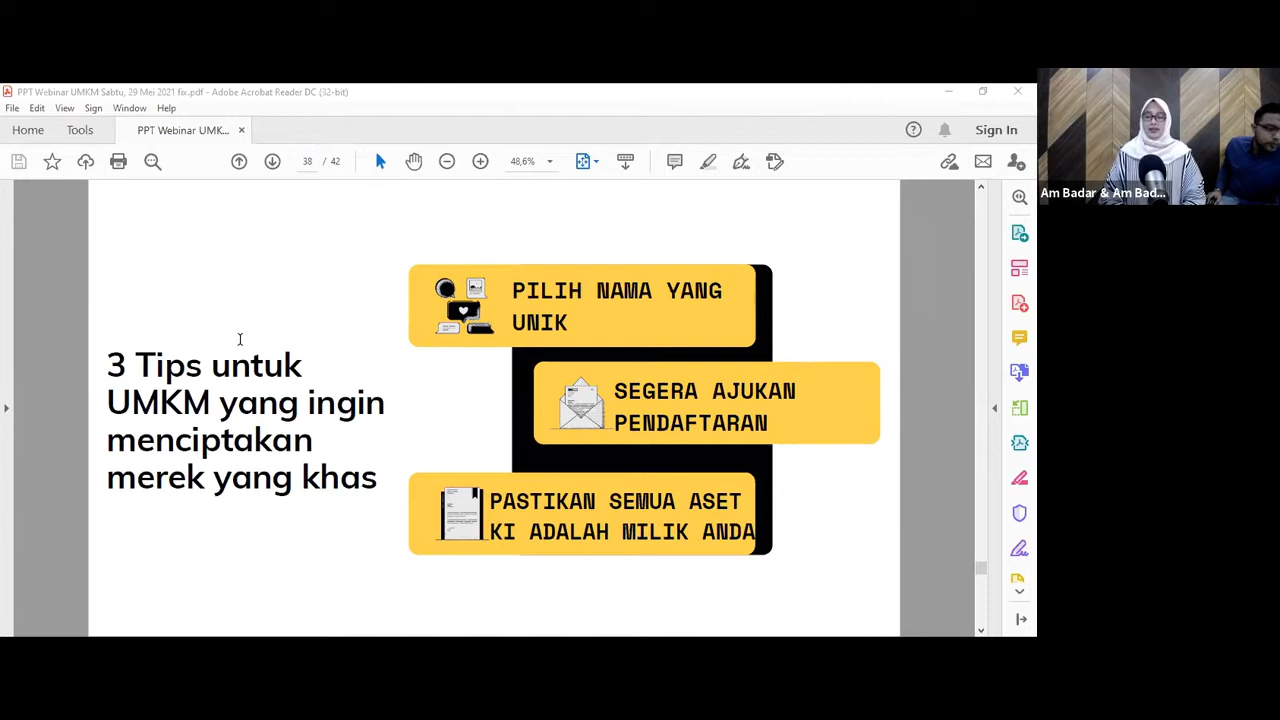 PPT Webinar UMKM Sabtu, 29 Mei 2021 fix.pdf - Adobe Acrobat Reader DC (32-bit)
File Edit View Sign Window Help
Home Tools PPT Webinar UMK... Sign In
38 / 42 48,6%
Am Badar & Am Bad...
PILIH NAMA YANG
UNIK
3 Tips untuk
UMKM yang ingin
menciptakan
merek yang khas
SEGERA AJUKAN
PENDAFTARAN
PASTIKAN SEMUA ASET
KI ADALAH MILIK ANDA